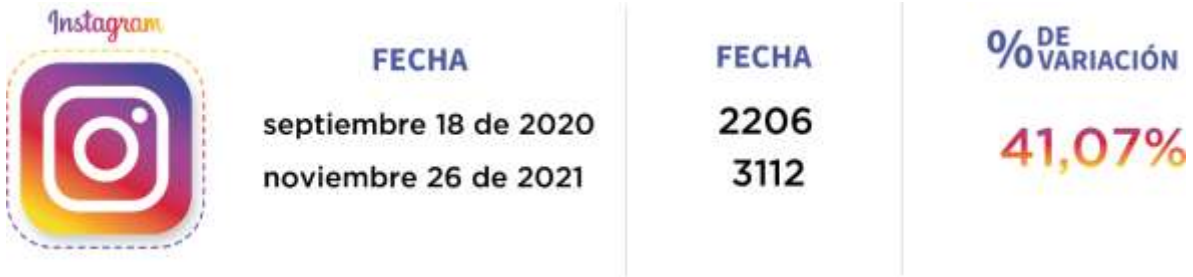 Instagram
FECHA
septiembre 18 de 2020
noviembre 26 de 2021
FECHA
2206
3112
% DE VARIACIÓN
41,07%